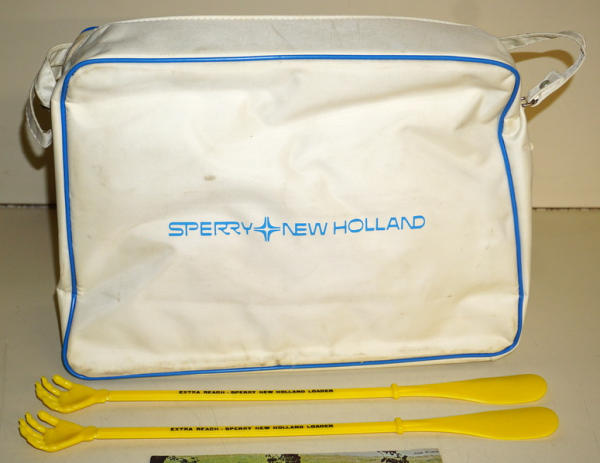 SPERRY NEW HOLLAND
EXTRA REACH - SPERRY NEW HOLLAND LOADER
EXTRA REACH - SPERRY NEW HOLLAND LOADER